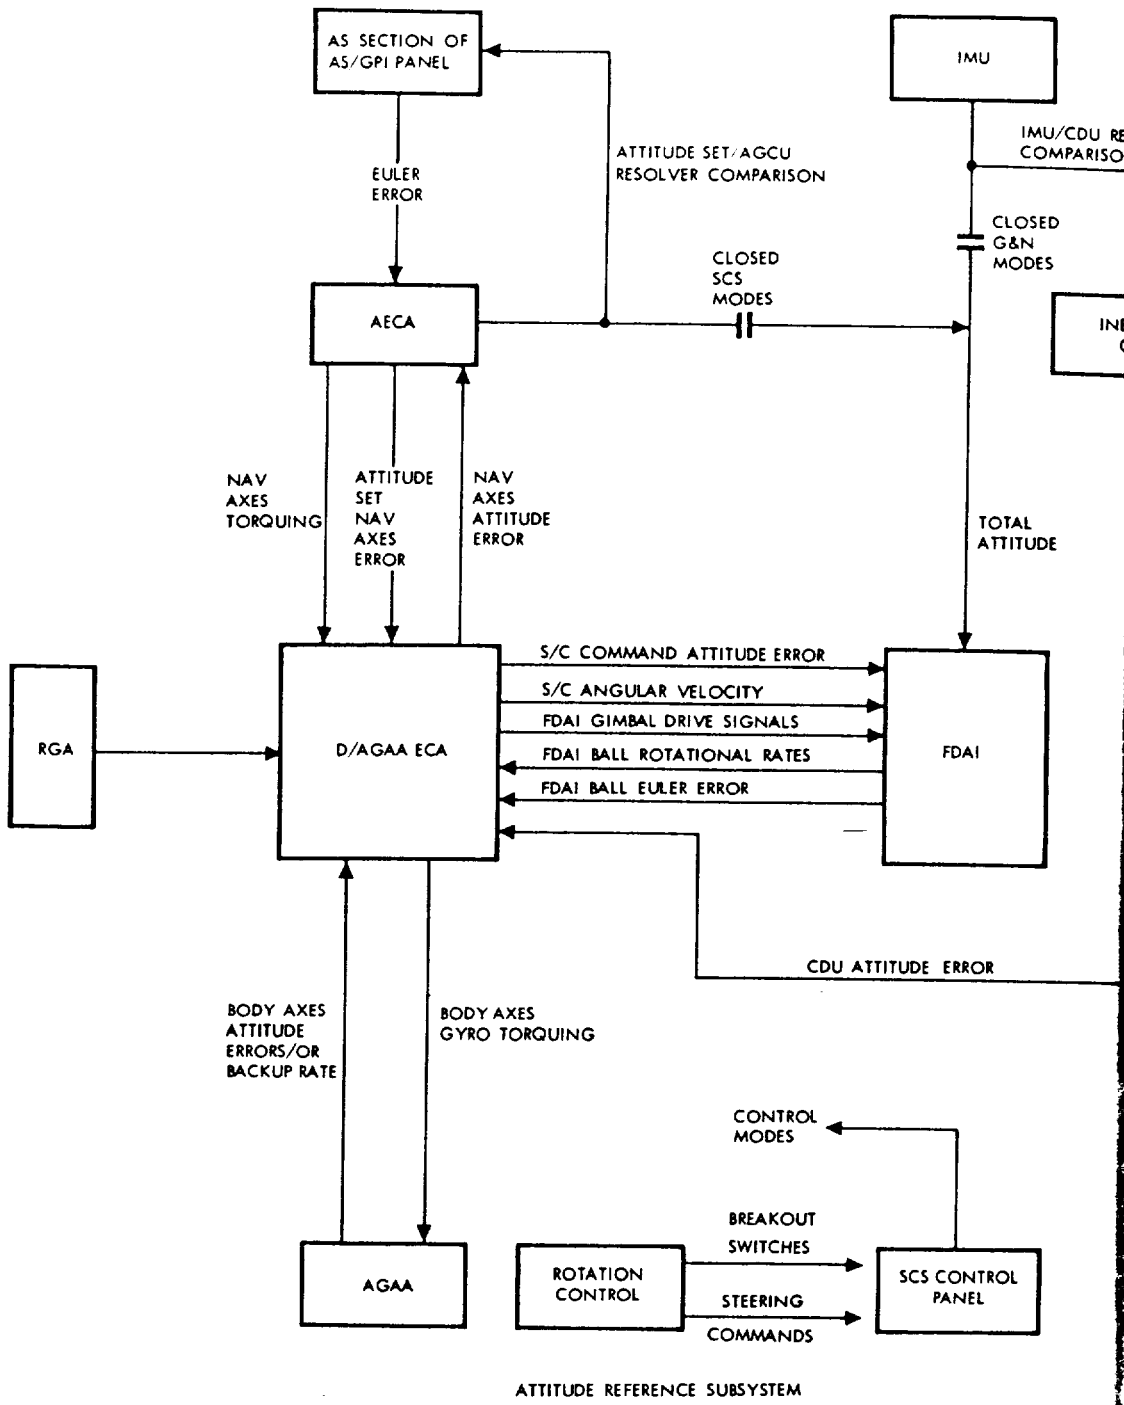 AS SECTION OF
AS/GPI PANEL
IMU
IMU/CDU RE
COMPARISO
ATTITUDE SET/AGCU
RESOLVER COMPARISON
EULER
ERROR
CLOSED
G&N
MODES
CLOSED
SCS
MODES
AECA
INE
NAV
AXES
TORQUING
ATTITUDE
SET
NAV
AXES
ERROR
NAV
AXES
ATTITUDE
ERROR
TOTAL
ATTITUDE
S/C COMMAND ATTITUDE ERROR
S/C ANGULAR VELOCITY
FDAI GIMBAL DRIVE SIGNALS
FDAI BALL ROTATIONAL RATES
FDAI BALL EULER ERROR
RGA
D/AGAA ECA
FDAI
CDU ATTITUDE ERROR
BODY AXES
ATTITUDE
ERRORS/OR
BACKUP RATE
BODY AXES
GYRO TORQUING
CONTROL
MODES
BREAKOUT
SWITCHES
AGAA
ROTATION
CONTROL
STEERING
COMMANDS
SCS CONTROL
PANEL
ATTITUDE REFERENCE SUBSYSTEM